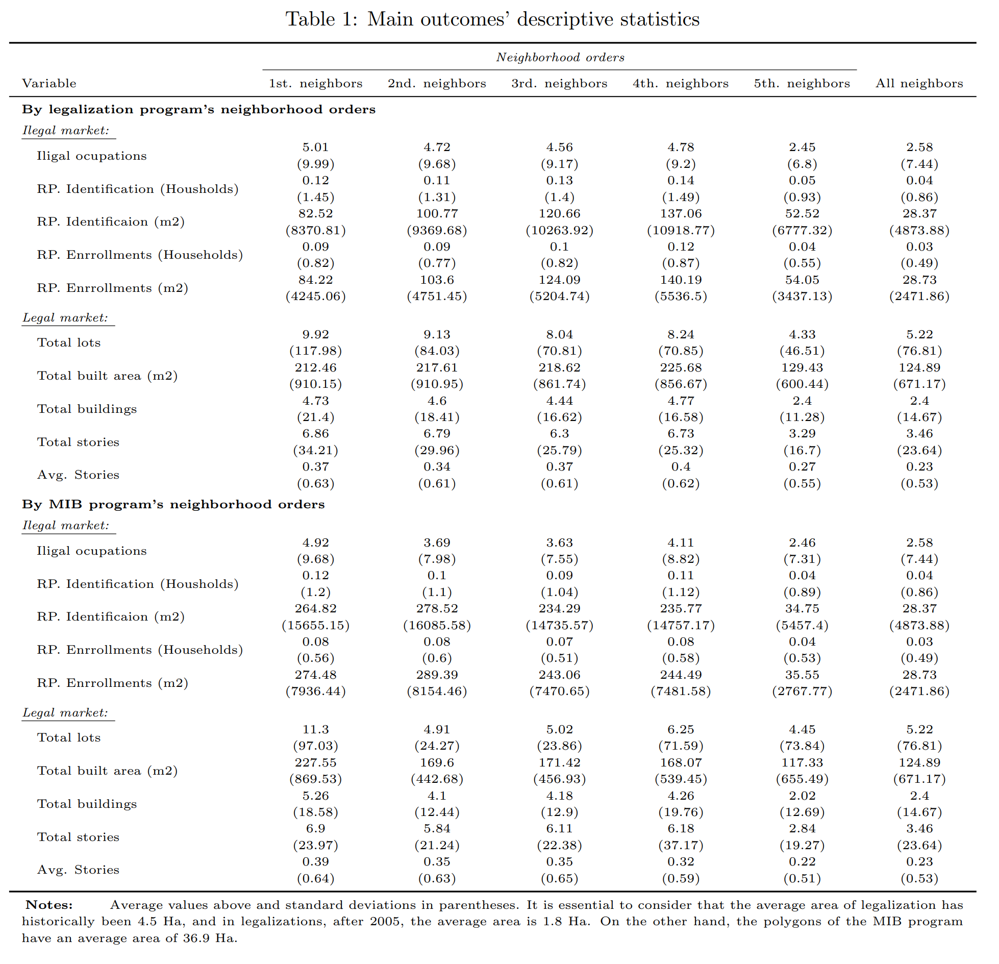 Table 1: Main outcomes' descriptive statistics
Neighborhood orders
Variable 1st. neighbors 2nd. neighbors 3rd. neighbors 4th. neighbors 5th. neighbors All neighbors
By legalization program's neighborhood orders
Ilegal market:
Iligal ocupations 5.01 4.72 4.56 4.78 2.45 2.58
(9.99) (9.68) (9.17) (9.2) (6.8) (7.44)
RP. Identification (Housholds) 0.12 0.11 0.13 0.14 0.05 0.04
(1.45) (1.31) (1.4) (1.49) (0.93) (0.86)
RP. Identificaion (m2) 82.52 100.77 120.66 137.06 52.52 28.37
(8370.81) (9369.68) (10263.92) (10918.77) (6777.32) (4873.88)
RP. Enrrollments (Households) 0.09 0.09 0.1 0.12 0.04 0.03
(0.82) (0.77) (0.82) (0.87) (0.55) (0.49)
RP. Enrrollments (m2) 84.22 103.6 124.09 140.19 54.05 28.73
(4245.06) (4751.45) (5204.74) (5536.5) (3437.13) (2471.86)
Legal market:
Total lots 9.92 9.13 8.04 8.24 4.33 5.22
(117.98) (84.03) (70.81) (70.85) (46.51) (76.81)
Total built area (m2) 212.46 217.61 218.62 225.68 129.43 124.89
(910.15) (910.95) (861.74) (856.67) (600.44) (671.17)
Total buildings 4.73 4.6 4.44 4.77 2.4 2.4
(21.4) (18.41) (16.62) (16.58) (11.28) (14.67)
Total stories 6.86 6.79 6.3 6.73 3.29 3.46
(34.21) (29.96) (25.79) (25.32) (16.7) (23.64)
Avg. Stories 0.37 0.34 0.37 0.4 0.27 0.23
(0.63) (0.61) (0.61) (0.62) (0.55) (0.53)
By MIB program's neighborhood orders
Ilegal market:
Iligal ocupations 4.92 3.69 3.63 4.11 2.46 2.58
(9.68) (7.98) (7.55) (8.82) (7.31) (7.44)
RP. Identification (Housholds) 0.12 0.1 0.09 0.11 0.04 0.04
(1.2) (1.1) (1.04) (1.12) (0.89) (0.86)
RP. Identificaion (m2) 264.82 278.52 234.29 235.77 34.75 28.37
(15655.15) (16085.58) (14735.57) (14757.17) (5457.4) (4873.88)
RP. Enrrollments (Households) 0.08 0.08 0.07 0.08 0.04 0.03
(0.56) (0.6) (0.51) (0.58) (0.53) (0.49)
RP. Enrrollments (m2) 274.48 289.39 243.06 244.49 35.55 28.73
(7936.44) (8154.46) (7470.65) (7481.58) (2767.77) (2471.86)
Legal market:
Total lots 11.3 4.91 5.02 6.25 4.45 5.22
(97.03) (24.27) (23.86) (71.59) (73.84) (76.81)
Total built area (m2) 227.55 169.6 171.42 168.07 117.33 124.89
(869.53) (442.68) (456.93) (539.45) (655.49) (671.17)
Total buildings 5.26 4.1 4.18 4.26 2.02 2.4
(18.58) (12.44) (12.9) (19.76) (12.69) (14.67)
Total stories 6.9 5.84 6.11 6.18 2.84 3.46
(23.97) (21.24) (22.38) (37.17) (19.27) (23.64)
Avg. Stories 0.39 0.35 0.35 0.32 0.22 0.23
(0.64) (0.63) (0.65) (0.59) (0.51) (0.53)
Notes: Average values above and standard deviations in parentheses. It is essential to consider that the average area of legalization has
historically been 4.5 Ha, and in legalizations, after 2005, the average area is 1.8 Ha. On the other hand, the polygons of the MIB program
have an average area of 36.9 Ha.